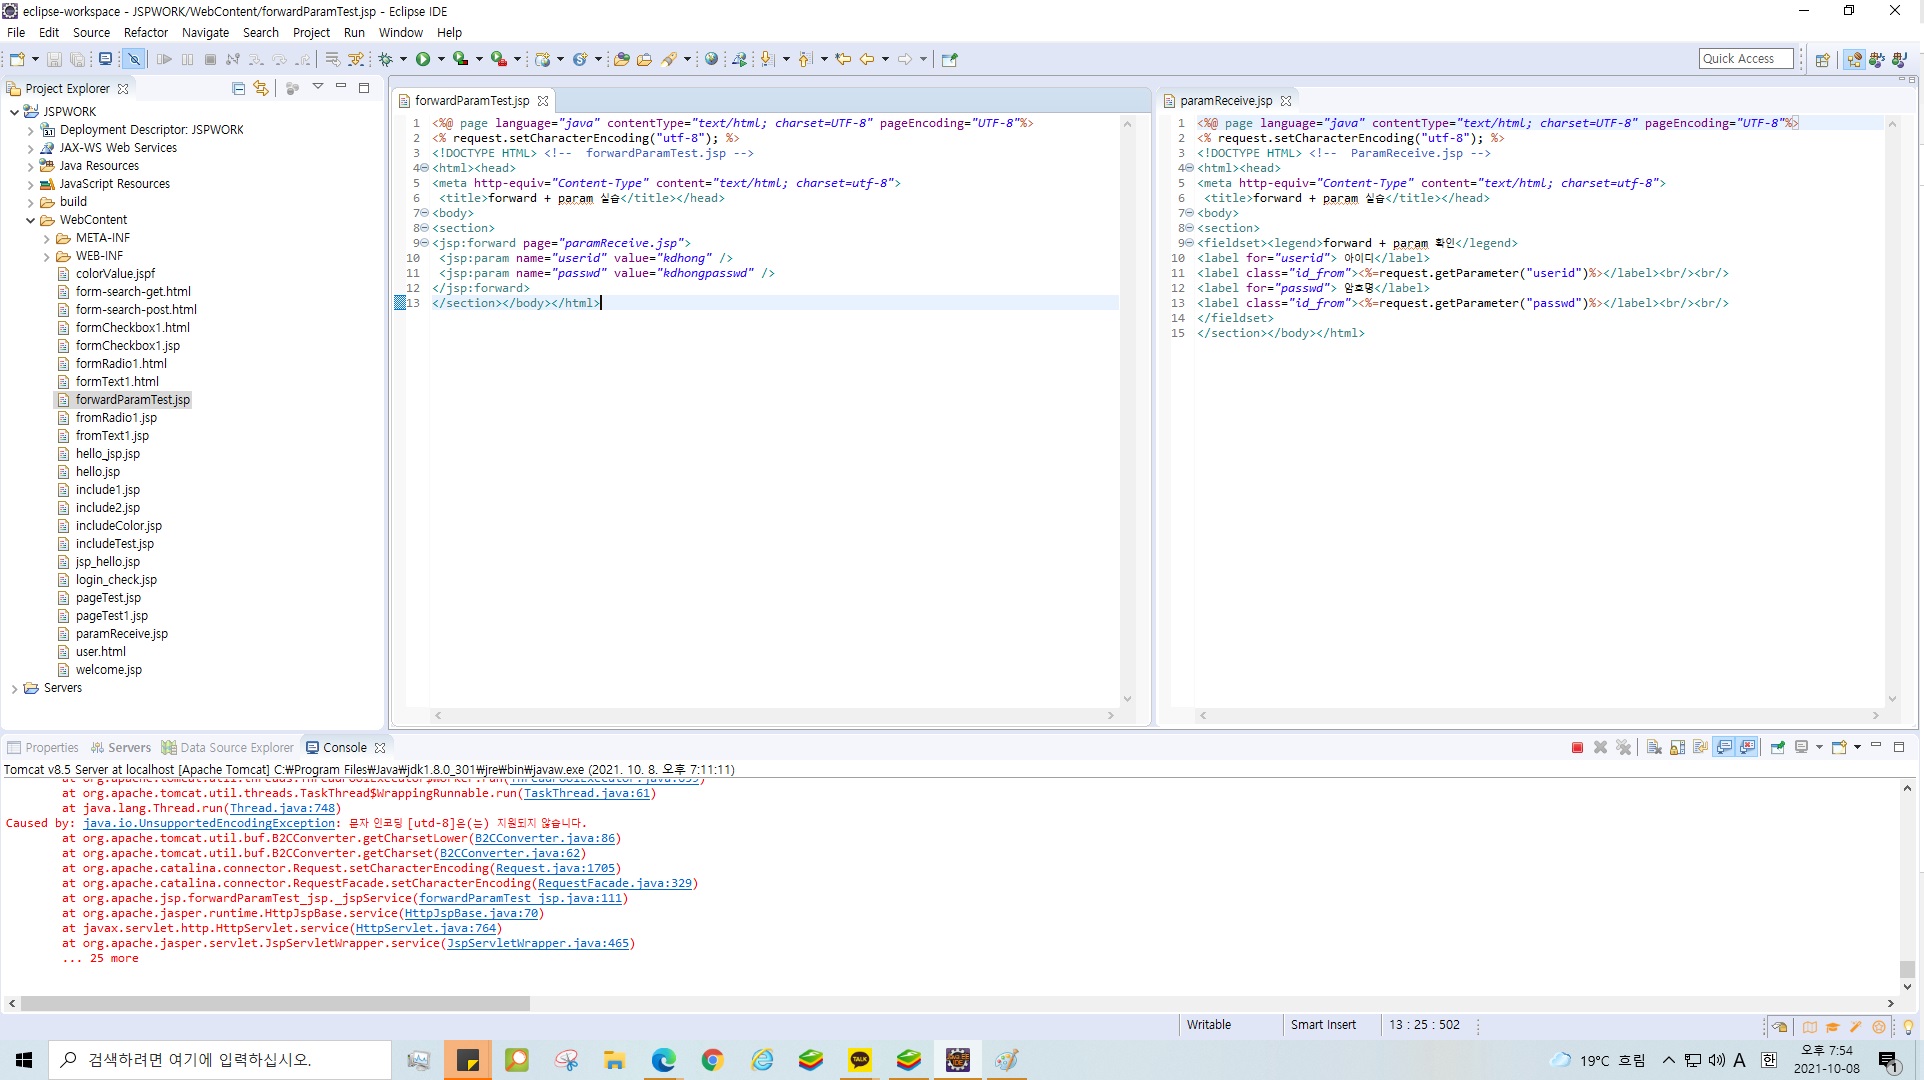 eclipse-workspace - JSPWORK/WebContent/forwardParamTest.jsp - Eclipse IDE
File Edit Source Refactor Navigate Search Project Run Window Help
Quick Access
Project Explorer
JSPWORK
Deployment Descriptor: JSPWORK
JAX-WS Web Services
Java Resources
JavaScript Resources
build
WebContent
META-INF
WEB-INF
colorValue.jspf
form-search-get.html
form-search-post.html
formCheckbox1.html
formCheckbox1.jsp
formRadio1.html
formText1.html
forwardParamTest.jsp
fromRadio1.jsp
fromText1.jsp
hello_jsp.jsp
hello.jsp
include1.jsp
include2.jsp
includeColor.jsp
includeTest.jsp
jsp_hello.jsp
login_check.jsp
pageTest.jsp
pageTest1.jsp
paramReceive.jsp
user.html
welcome.jsp
Servers
forwardParamTest.jsp
1 <%@ page language="java" contentType="text/html; charset=UTF-8" pageEncoding="UTF-8"%>
2 <% request.setCharacterEncoding("utf-8"); %>
3 <!DOCTYPE HTML> <!--  forwardParamTest.jsp -->
4 <html><head>
5 <meta http-equiv="Content-Type" content="text/html; charset=utf-8">
6  <title>forward + param 실습</title></head>
7 <body>
8 <section>
9 <jsp:forward page="paramReceive.jsp">
10  <jsp:param name="userid" value="kdhong" />
11  <jsp:param name="passwd" value="kdhongpasswd" />
12 </jsp:forward>
13 </section></body></html>
paramReceive.jsp
1 <%@ page language="java" contentType="text/html; charset=UTF-8" pageEncoding="UTF-8"%>
2 <% request.setCharacterEncoding("utf-8"); %>
3 <!DOCTYPE HTML> <!--  ParamReceive.jsp -->
4 <html><head>
5 <meta http-equiv="Content-Type" content="text/html; charset=utf-8">
6  <title>forward + param 실습</title></head>
7 <body>
8 <section>
9 <fieldset><legend>forward + param 확인</legend>
10 <label for="userid"> 아이디</label>
11 <label class="id_from"><%=request.getParameter("userid")%></label><br/><br/>
12 <label for="passwd"> 암호명</label>
13 <label class="id_from"><%=request.getParameter("passwd")%></label><br/><br/>
14 </fieldset>
15 </section></body></html>
Properties Servers Data Source Explorer Console
Tomcat v8.5 Server at localhost [Apache Tomcat] C:₩Program Files₩Java₩jdk1.8.0_301₩jre₩bin₩javaw.exe (2021. 10. 8. 오후 7:11:11)
at org.apache.tomcat.util.threads.ThreadPoolExecutor$Worker.run(ThreadPoolExecutor.java:659)
at org.apache.tomcat.util.threads.TaskThread$WrappingRunnable.run(TaskThread.java:61)
at java.lang.Thread.run(Thread.java:748)
Caused by: java.io.UnsupportedEncodingException: 문자 인코딩 [utd-8]은(는) 지원되지 않습니다.
at org.apache.tomcat.util.buf.B2CConverter.getCharsetLower(B2CConverter.java:86)
at org.apache.tomcat.util.buf.B2CConverter.getCharset(B2CConverter.java:62)
at org.apache.catalina.connector.Request.setCharacterEncoding(Request.java:1705)
at org.apache.catalina.connector.RequestFacade.setCharacterEncoding(RequestFacade.java:329)
at org.apache.jsp.forwardParamTest_jsp._jspService(forwardParamTest_jsp.java:111)
at org.apache.jasper.runtime.HttpJspBase.service(HttpJspBase.java:70)
at javax.servlet.http.HttpServlet.service(HttpServlet.java:764)
at org.apache.jasper.servlet.JspServletWrapper.service(JspServletWrapper.java:465)
... 25 more
Writable Smart Insert 13 : 25 : 502
검색하려면 여기에 입력하십시오.
TALK
19°C 흐림
A 한
오후 7:54
2021-10-08
1